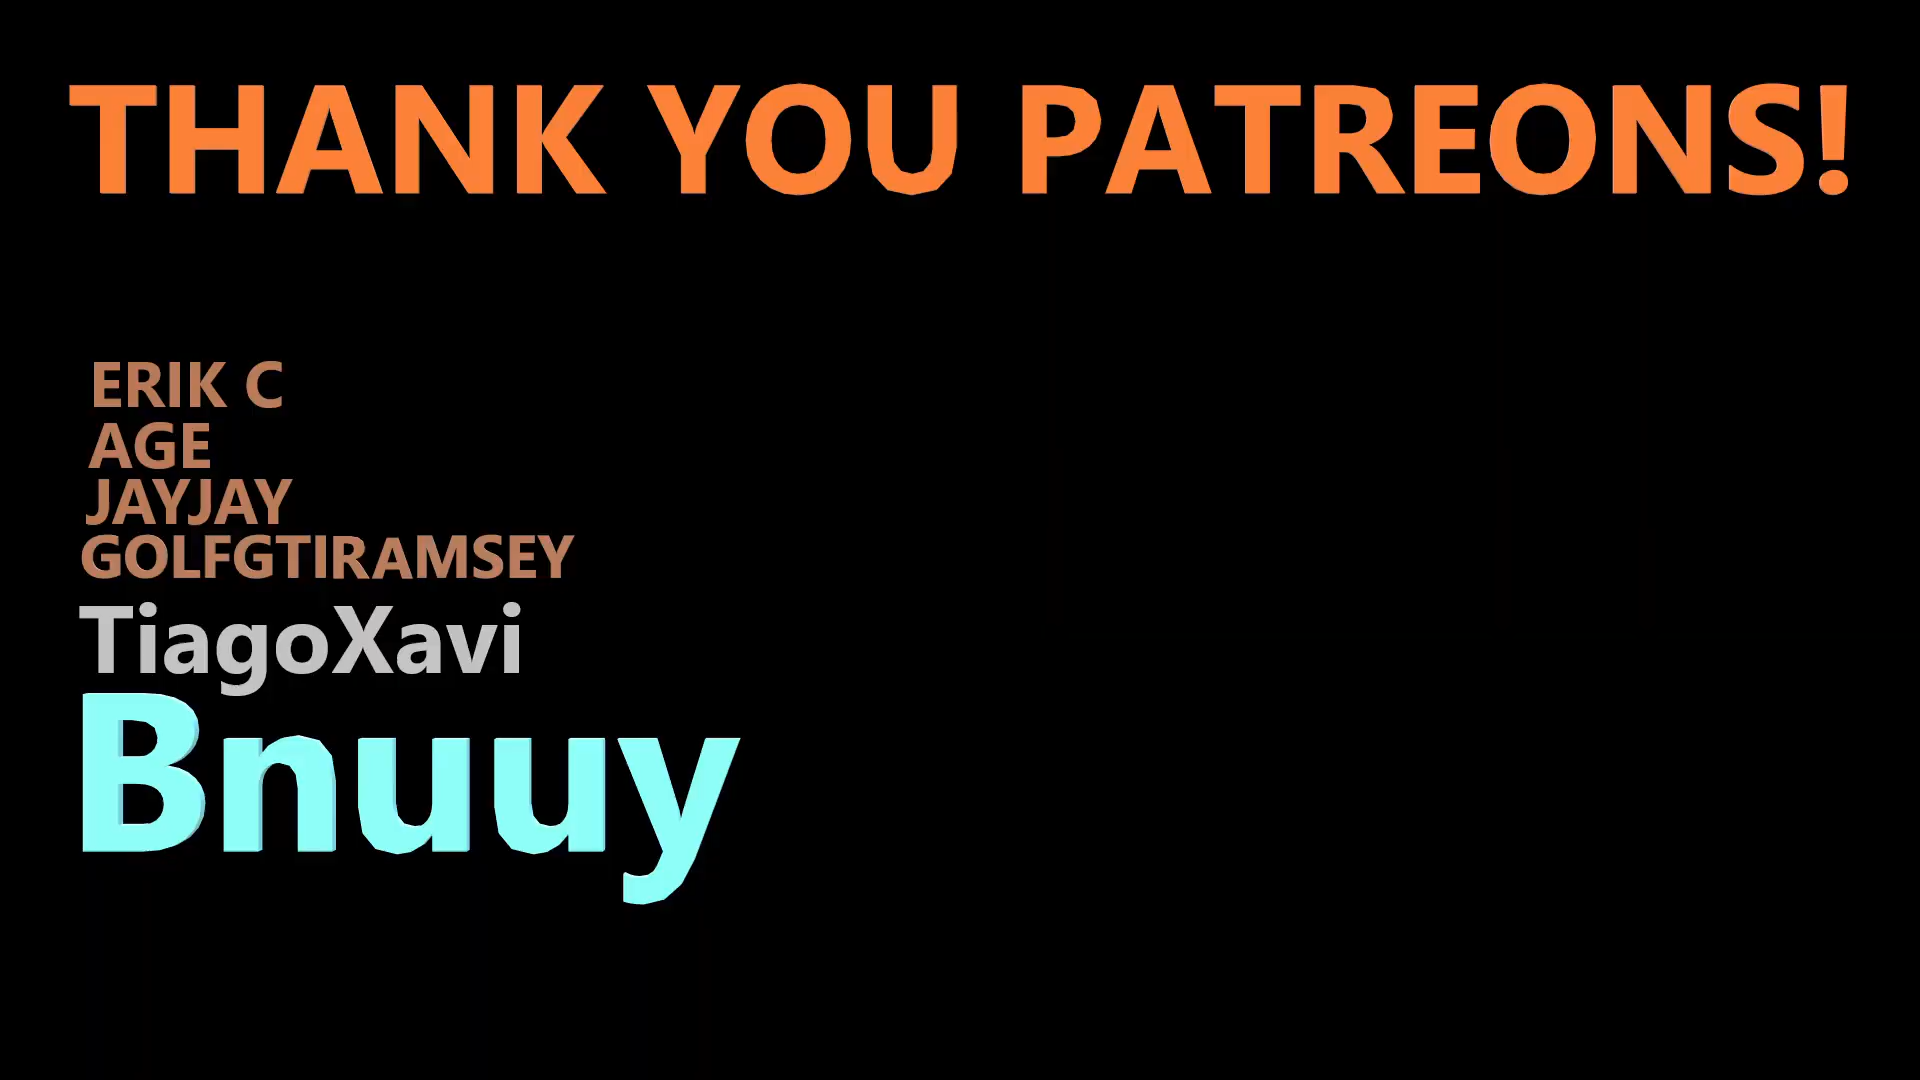 THANK YOU PATREONS!
ERIK C
AGE
JAYJAY
GOLFGTIRAMSEY
TiagoXavi
Bnuuy